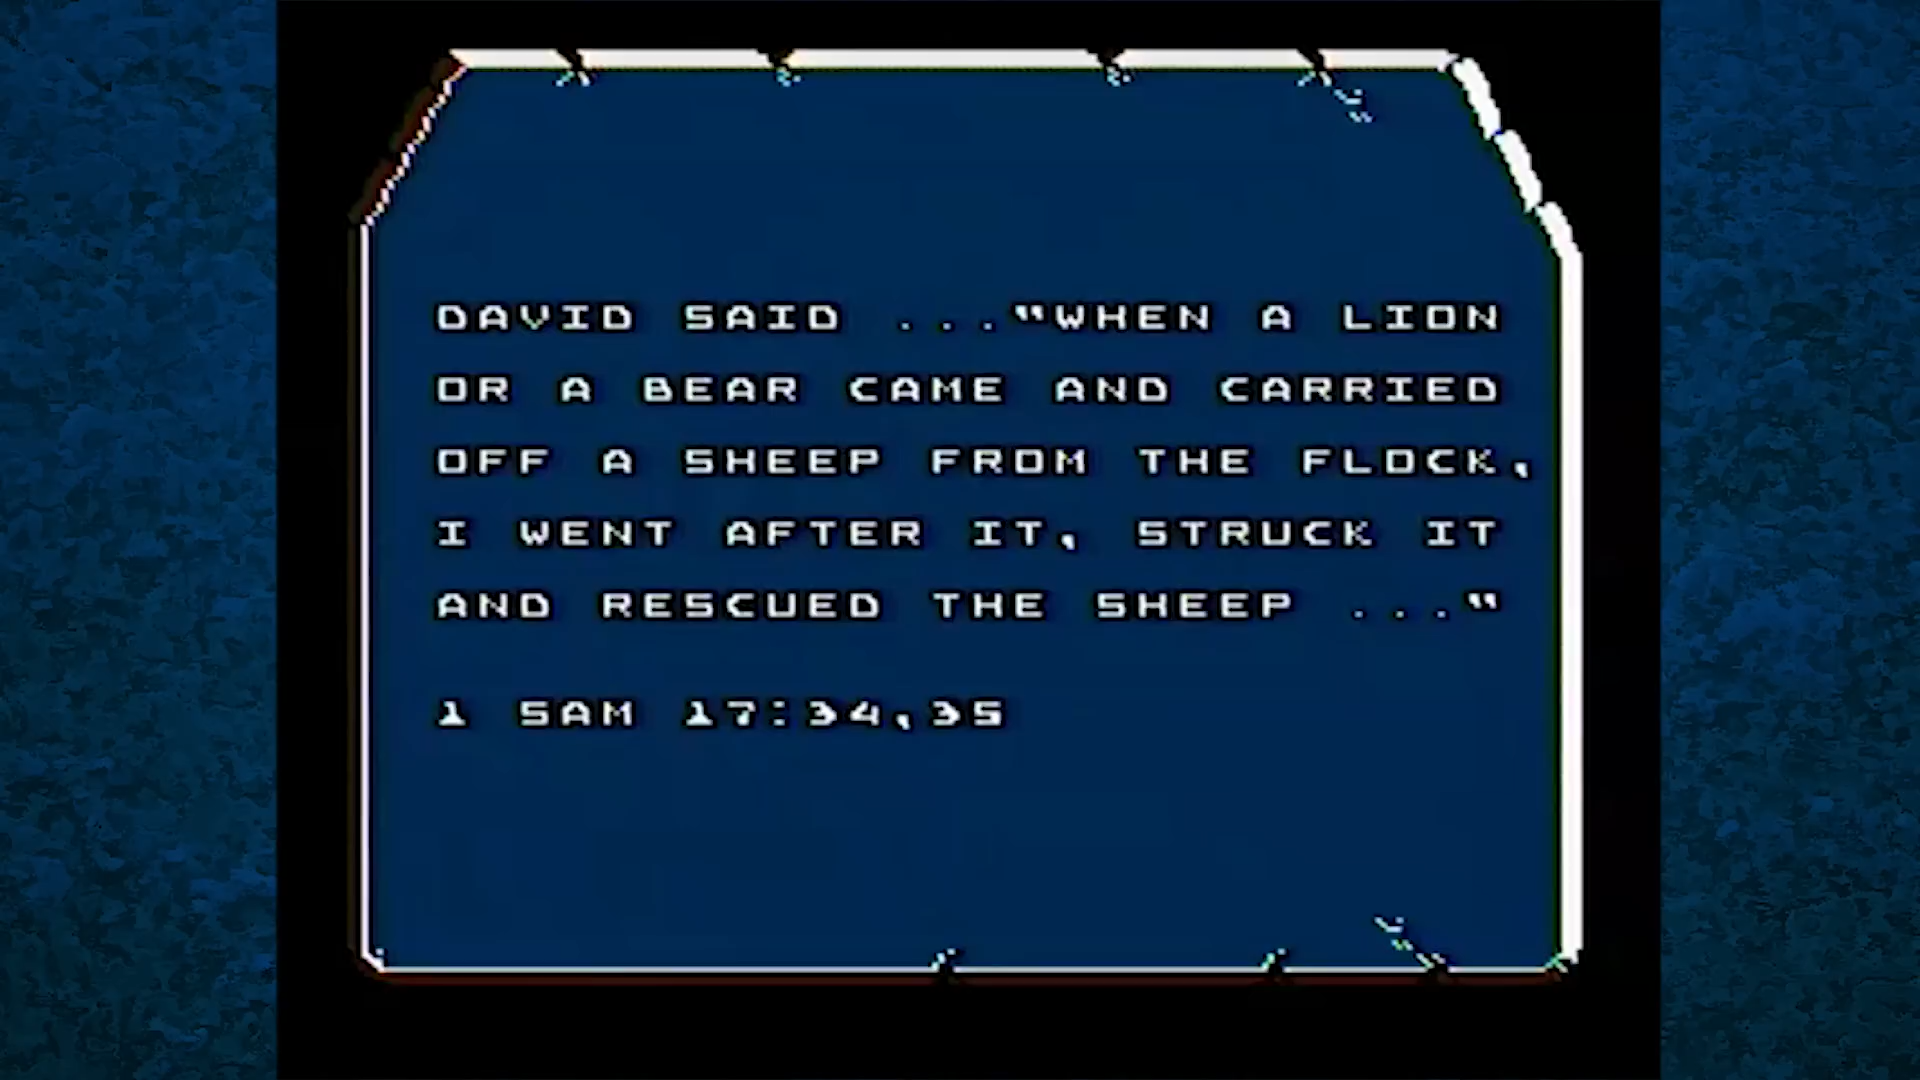 DAVID SAID ..."WHEN A LION
OR A BEAR CAME AND CARRIED
OFF A SHEEP FROM THE FLOCK,
I WENT AFTER IT, STRUCK IT
AND RESCUED THE SHEEP ..."
1 SAM 17:34,35